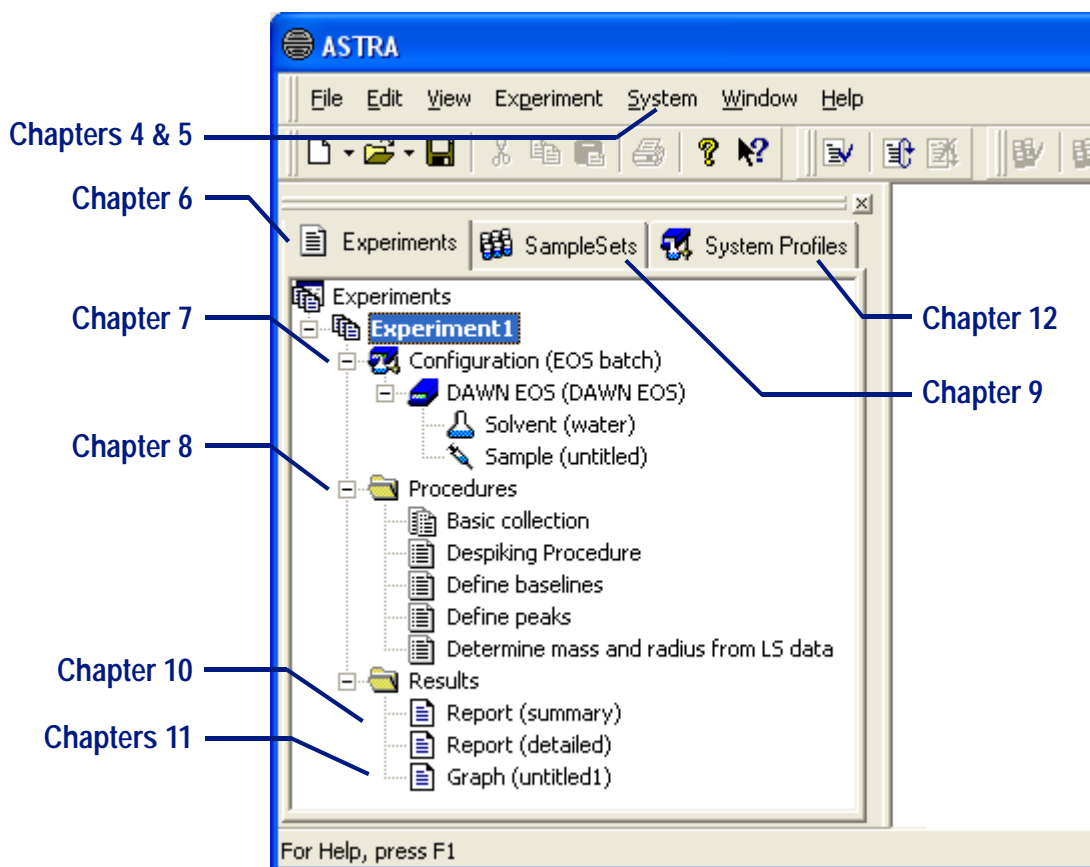 ASTRA
File Edit View Experiment System Window Help
Chapters 4 & 5
Chapter 6
Experiments SampleSets System Profiles
Experiments
Chapter 7
Experiment1
Chapter 12
Configuration (EOS batch)
DAWN EOS (DAWN EOS)
Chapter 9
Solvent (water)
Chapter 8
Sample (untitled)
Procedures
Basic collection
Despiking Procedure
Define baselines
Define peaks
Determine mass and radius from LS data
Chapter 10
Results
Report (summary)
Chapters 11
Report (detailed)
Graph (untitled1)
For Help, press F1